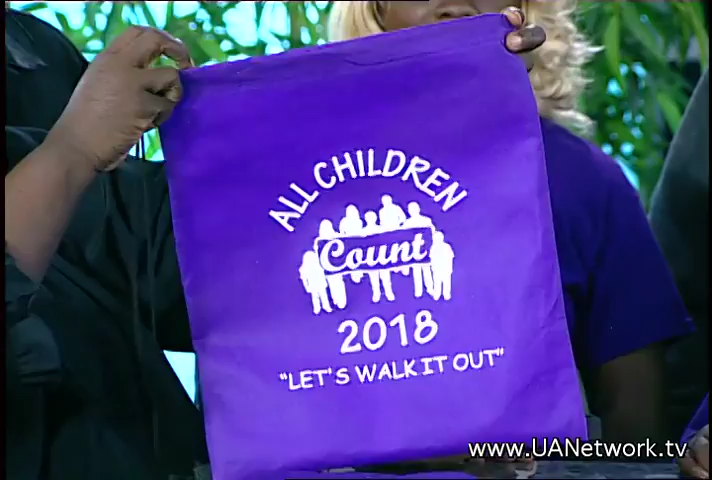 ALL CHILDREN
Count
2018
"LET'S WALK IT OUT"
www.UANetwork.tv